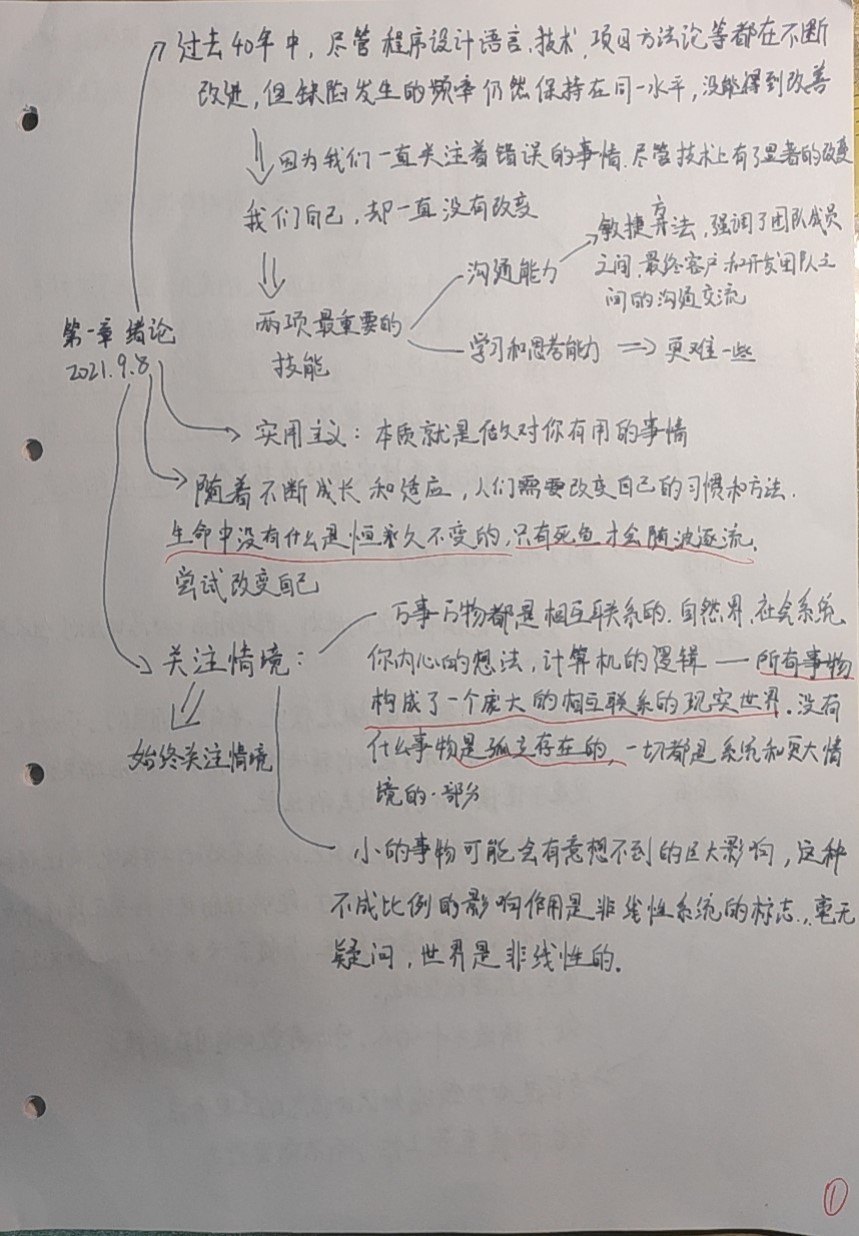 过去40年中，尽管程序设计语言、技术、项目方法论等都在不断
改进，但缺陷发生的频率仍然保持在同一水平，没能得到改善
因为我们一直关注着错误的事情．尽管技术上有了显著的改变
我们自己，却一直没有改变
两项最重要的
技能
沟通能力
敏捷方法，强调了团队成员
之间、最终客户和开发团队之
间的沟通交流
学习和思考能力 ⇒ 更难一些
第一章 绪论
2021.9.8
实用主义：本质就是做对你有用的事情
随着不断成长和适应，人们需要改变自己的习惯和方法．
生命中没有什么是恒永久不变的，只有死鱼才会随波逐流．
尝试改变自己
关注情境：
始终关注情境
万事万物都是相互联系的．自然界、社会系统
你内心的想法，计算机的逻辑 — 所有事物
构成了一个庞大的相互联系的现实世界．没有
什么事物是孤立存在的，一切都是系统和更大情
境的一部分
小的事物可能会有意想不到的巨大影响，这种
不成比例的影响作用是非线性系统的标志．，毫无
疑问，世界是非线性的．
①